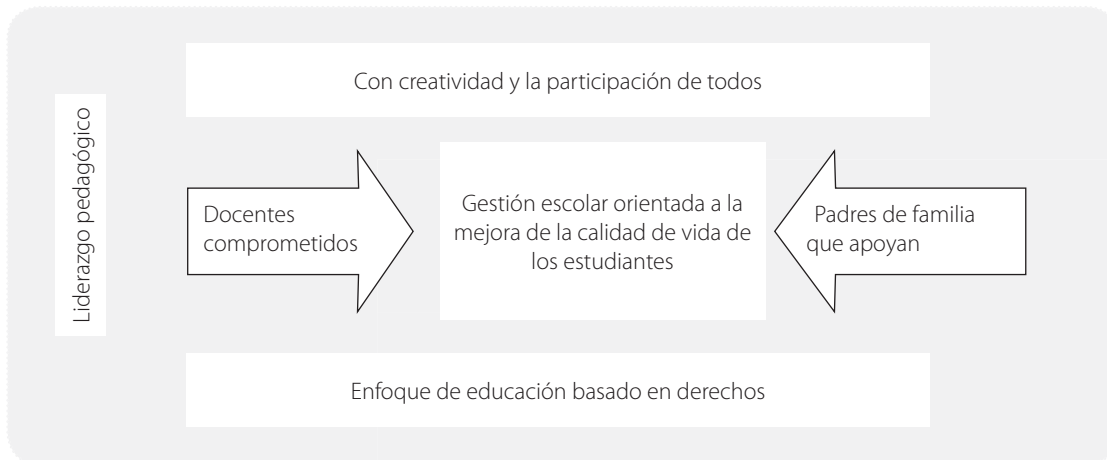 Con creatividad y la participación de todos
Liderazgo pedagógico
Docentes
comprometidos
Gestión escolar orientada a la
mejora de la calidad de vida de
los estudiantes
Padres de familia
que apoyan
Enfoque de educación basado en derechos